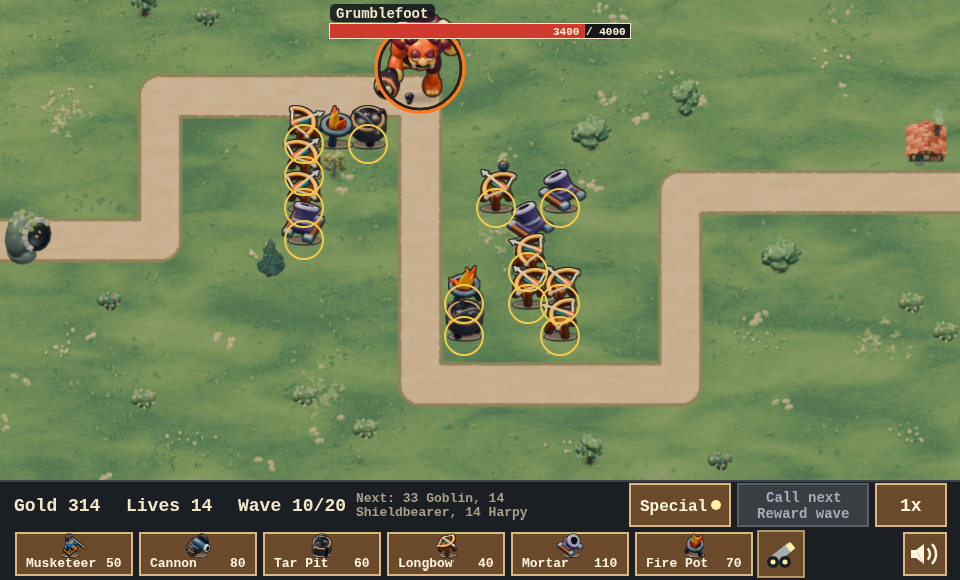 Grumblefoot
3400 / 4000
Gold 314 Lives 14 Wave 10/20
Next: 33 Goblin, 14
Shieldbearer, 14 Harpy
Special
Call next
Reward wave
1x
Musketeer 50
Cannon 80
Tar Pit 60
Longbow 40
Mortar 110
Fire Pot 70